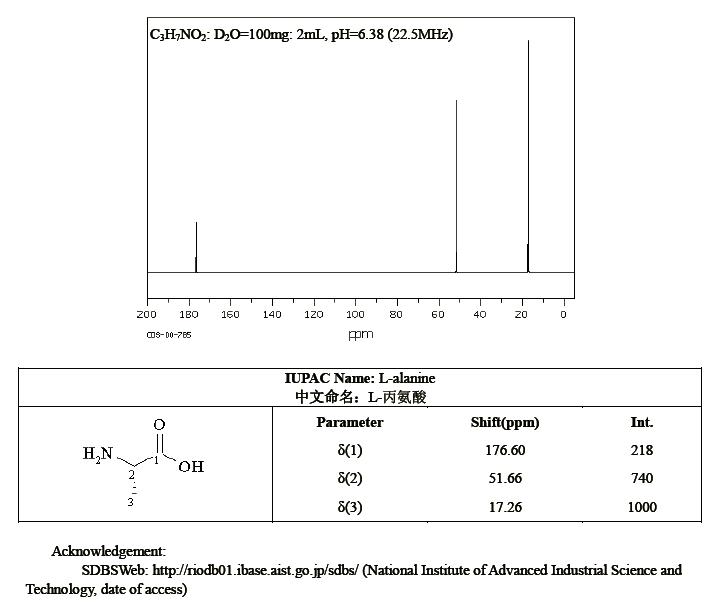 C₃H₇NO₂: D₂O=100mg: 2mL, pH=6.38 (22.5MHz)
200 180 160 140 120 100 80 60 40 20 0
CDS-00-765
ppm
IUPAC Name: L-alanine
中文命名：L-丙氨酸
Parameter Shift(ppm) Int.
δ(1) 176.60 218
δ(2) 51.66 740
δ(3) 17.26 1000
O
H₂N
OH
1
2
3
Acknowledgement:
SDBSWeb: http://riodb01.ibase.aist.go.jp/sdbs/ (National Institute of Advanced Industrial Science and
Technology, date of access)